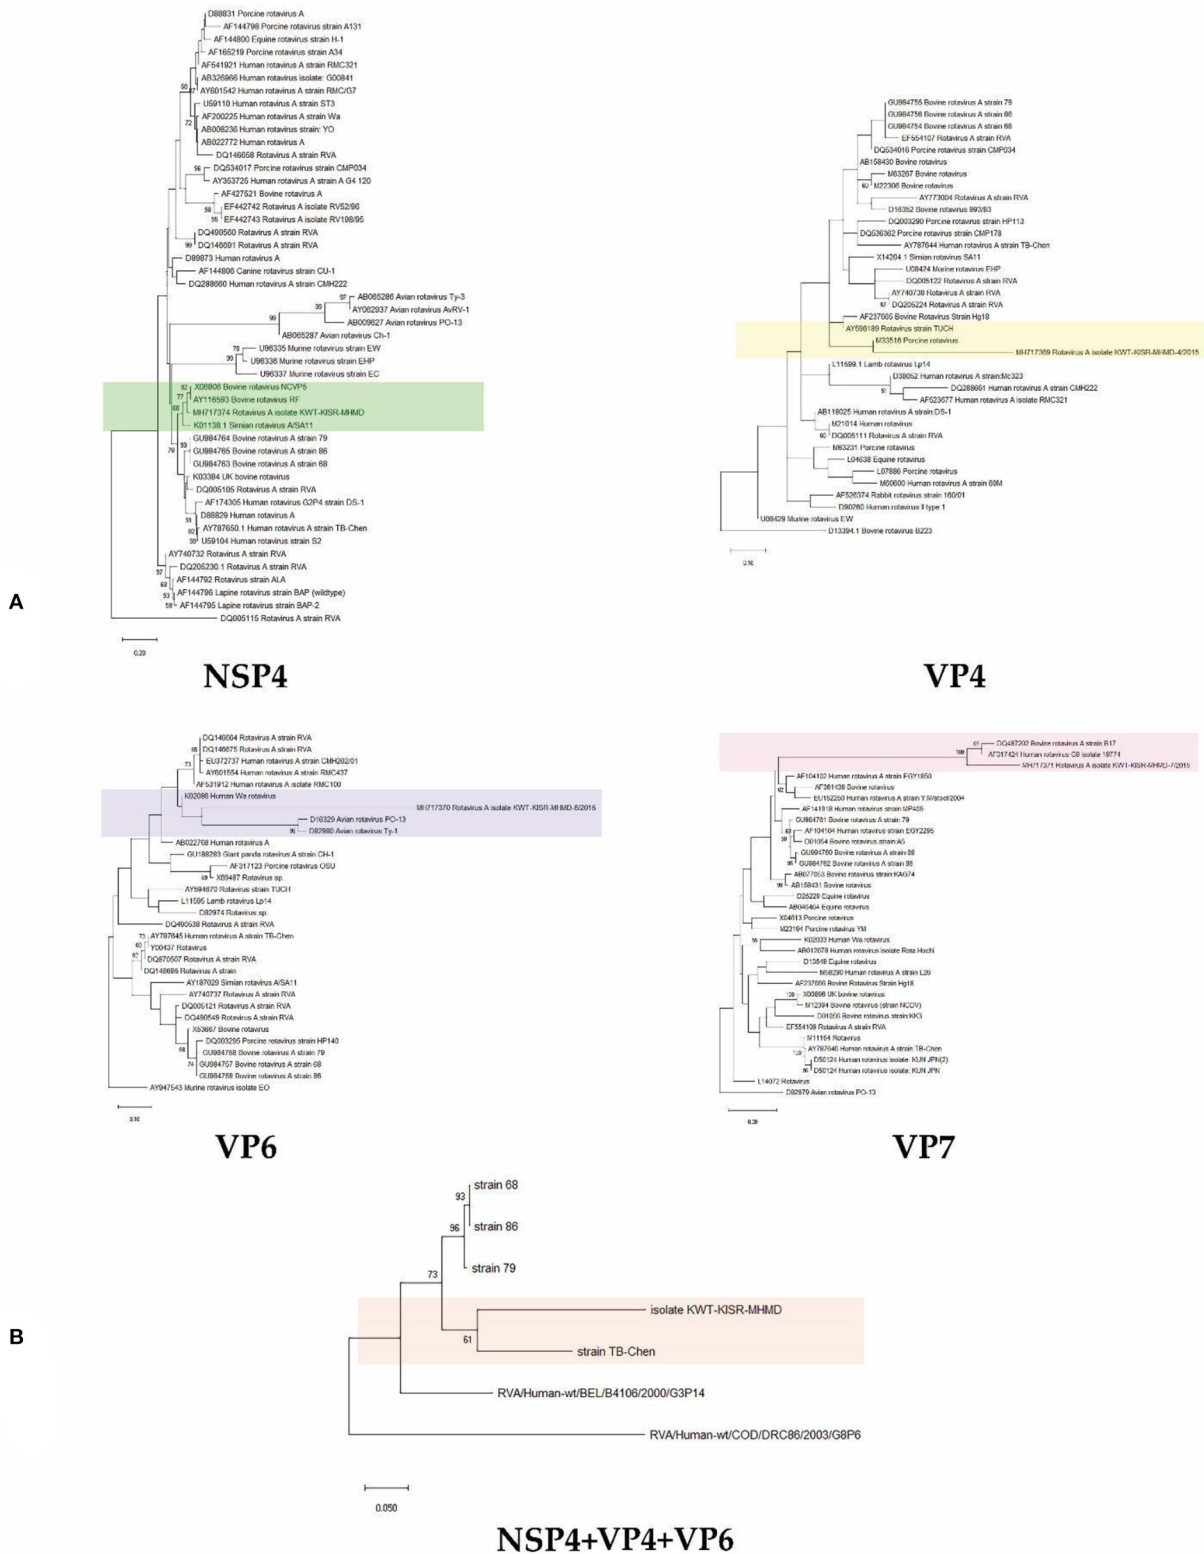 D88831 Porcine rotavirus A
AF144798 Porcine rotavirus strain A131
AF144800 Equine rotavirus strain H-1
AF165219 Porcine rotavirus strain A34
AF541921 Human rotavirus A strain RMC321
AB326966 Human rotavirus isolate: G00841
AY601542 Human rotavirus A strain RMC/G7
U59110 Human rotavirus A strain ST3
AF200225 Human rotavirus A strain Wa
72
AB008236 Human rotavirus strain: YO
AB022772 Human rotavirus A
DQ146658 Rotavirus A strain RVA
96
DQ534017 Porcine rotavirus strain CMP034
AY353725 Human rotavirus A strain A G4 120
AF427521 Bovine rotavirus A
EF442742 Rotavirus A isolate RV52/96
EF442743 Rotavirus A isolate RV198/95
DQ490560 Rotavirus A strain RVA
99
DQ146691 Rotavirus A strain RVA
D89873 Human rotavirus A
AF144806 Canine rotavirus strain CU-1
DQ288660 Human rotavirus A strain CMH222
97
AB065286 Avian rotavirus Ty-3
99
AY062937 Avian rotavirus AvRV-1
99
AB009627 Avian rotavirus PO-13
AB065287 Avian rotavirus Ch-1
78
U96335 Murine rotavirus strain EW
99
U96336 Murine rotavirus strain EHP
U96337 Murine rotavirus strain EC
X06806 Bovine rotavirus NCVP5
77
AY116593 Bovine rotavirus RF
MH717374 Rotavirus A isolate KWT-KISR-MHMD
K01138.1 Simian rotavirus A/SA11
GU984764 Bovine rotavirus A strain 79
78
GU984765 Bovine rotavirus A strain 86
GU984763 Bovine rotavirus A strain 68
K03384 UK bovine rotavirus
DQ005105 Rotavirus A strain RVA
AF174305 Human rotavirus G2P4 strain DS-1
91
D88829 Human rotavirus A
AY787650.1 Human rotavirus A strain TB-Chen
U59104 Human rotavirus strain S2
AY740732 Rotavirus A strain RVA
97
DQ205230.1 Rotavirus A strain RVA
AF144792 Rotavirus strain ALA
93
AF144796 Lapine rotavirus strain BAP (wildtype)
AF144795 Lapine rotavirus strain BAP-2
DQ005115 Rotavirus A strain RVA
0.20
NSP4
GU984755 Bovine rotavirus A strain 79
GU984756 Bovine rotavirus A strain 86
GU984754 Bovine rotavirus A strain 68
EF554107 Rotavirus A strain RVA
DQ534016 Porcine rotavirus strain CMP034
AB158430 Bovine rotavirus
M63267 Bovine rotavirus
M22306 Bovine rotavirus
AY773004 Rotavirus A strain RVA
D16352 Bovine rotavirus 993/83
DQ003290 Porcine rotavirus strain HP113
DQ536362 Porcine rotavirus strain CMP178
AY787644 Human rotavirus A strain TB-Chen
X14204.1 Simian rotavirus SA11
U08424 Murine rotavirus EHP
DQ005122 Rotavirus A strain RVA
AY740738 Rotavirus A strain RVA
DQ205224 Rotavirus A strain RVA
AF237665 Bovine Rotavirus Strain Hg18
AY596189 Rotavirus strain TUCH
M33516 Porcine rotavirus
MH717369 Rotavirus A isolate KWT-KISR-MHMD-4/2015
L11599.1 Lamb rotavirus Lp14
D38052 Human rotavirus A strain:Mc323
51
DQ288661 Human rotavirus A strain CMH222
AF523677 Human rotavirus A isolate RMC321
AB118025 Human rotavirus A strain:DS-1
M21014 Human rotavirus
DQ005111 Rotavirus A strain RVA
M63231 Porcine rotavirus
L04638 Equine rotavirus
L07886 Porcine rotavirus
M60600 Human rotavirus A strain 69M
AF526374 Rabbit rotavirus strain 160/01
D90260 Human rotavirus II type 1
U08429 Murine rotavirus EW
D13394.1 Bovine rotavirus B223
0.10
VP4
A
DQ146664 Rotavirus A strain RVA
DQ146675 Rotavirus A strain RVA
73
EU372737 Human rotavirus A strain CMH202/01
AY601554 Human rotavirus A strain RMC437
AF531912 Human rotavirus A isolate RMC100
K02086 Human Wa rotavirus
MH717370 Rotavirus A isolate KWT-KISR-MHMD-6/2015
D16329 Avian rotavirus PO-13
D82980 Avian rotavirus Ty-1
AB022768 Human rotavirus A
GU188283 Giant panda rotavirus A strain CH-1
AF317123 Porcine rotavirus OSU
X69487 Rotavirus sp.
AY594670 Rotavirus strain TUCH
L11595 Lamb rotavirus Lp14
D82974 Rotavirus sp.
DQ490538 Rotavirus A strain RVA
AY787645 Human rotavirus A strain TB-Chen
Y00437 Rotavirus
DQ870507 Rotavirus A strain RVA
DQ146686 Rotavirus A strain
AY187029 Simian rotavirus A/SA11
AY740737 Rotavirus A strain RVA
DQ005121 Rotavirus A strain RVA
DQ490549 Rotavirus A strain RVA
X53667 Bovine rotavirus
DQ003295 Porcine rotavirus strain HP140
GU984758 Bovine rotavirus A strain 79
74
GU984757 Bovine rotavirus A strain 68
GU984759 Bovine rotavirus A strain 86
AY947543 Murine rotavirus isolate EO
0.10
VP6
DQ487202 Bovine rotavirus A strain B17
100
AF317424 Human rotavirus G8 isolate 19774
MH717371 Rotavirus A isolate KWT-KISR-MHMD-7/2015
AF104102 Human rotavirus A strain EGY1850
AF361439 Bovine rotavirus
AF141918 Human rotavirus strain MP409
GU984761 Bovine rotavirus A strain 79
AF104104 Human rotavirus strain EGY2295
D01054 Bovine rotavirus strain:A5
GU984760 Bovine rotavirus A strain 68
GU984762 Bovine rotavirus A strain 86
AB077053 Bovine rotavirus strain:KAG74
99
AB158431 Bovine rotavirus
D25229 Equine rotavirus
AB046464 Equine rotavirus
X04613 Porcine rotavirus
M23194 Porcine rotavirus YM
K02033 Human Wa rotavirus
AB012078 Human rotavirus isolate Rota Hochi
D13549 Equine rotavirus
M58290 Human rotavirus A strain L26
AF237666 Bovine Rotavirus Strain Hg18
100
X00896 UK bovine rotavirus
M12394 Bovine rotavirus (strain NCDV)
D01056 Bovine rotavirus strain:KK3
EF554109 Rotavirus A strain RVA
M11164 Rotavirus
AY787646 Human rotavirus A strain TB-Chen
100
D50124 Human rotavirus isolate: KUN JPN(2)
D50124 Human rotavirus isolate: KUN JPN
L14072 Rotavirus
D82979 Avian rotavirus PO-13
0.20
VP7
strain 68
93
strain 86
96
strain 79
73
isolate KWT-KISR-MHMD
61
strain TB-Chen
RVA/Human-wt/BEL/B4106/2000/G3P14
RVA/Human-wt/COD/DRC86/2003/G8P6
0.050
NSP4+VP4+VP6
B